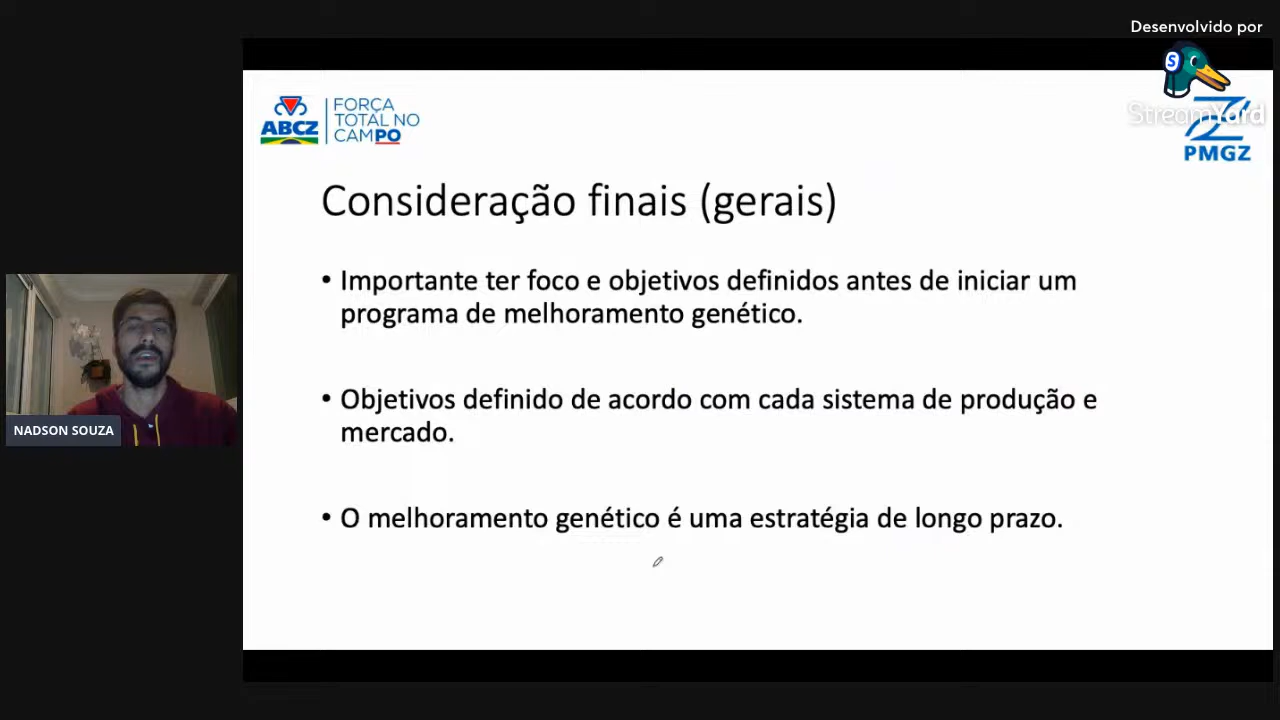 Desenvolvido por
S
StreamYard
ABCZ
FORÇA
TOTAL NO
CAMPO
PMGZ
Consideração finais (gerais)
• Importante ter foco e objetivos definidos antes de iniciar um
programa de melhoramento genético.
• Objetivos definido de acordo com cada sistema de produção e
mercado.
• O melhoramento genético é uma estratégia de longo prazo.
NADSON SOUZA